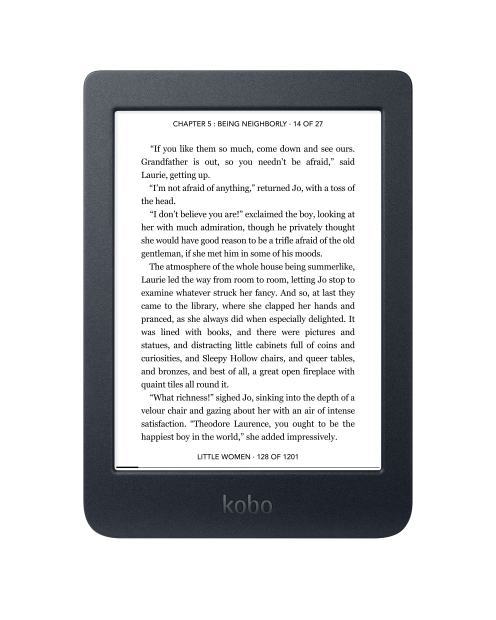 CHAPTER 5 : BEING NEIGHBORLY · 14 OF 27
“If you like them so much, come down and see ours.
Grandfather is out, so you needn’t be afraid,” said
Laurie, getting up.
“I’m not afraid of anything,” returned Jo, with a toss of
the head.
“I don’t believe you are!” exclaimed the boy, looking at
her with much admiration, though he privately thought
she would have good reason to be a trifle afraid of the old
gentleman, if she met him in some of his moods.
The atmosphere of the whole house being summerlike,
Laurie led the way from room to room, letting Jo stop to
examine whatever struck her fancy. And so, at last they
came to the library, where she clapped her hands and
pranced, as she always did when especially delighted. It
was lined with books, and there were pictures and
statues, and distracting little cabinets full of coins and
curiosities, and Sleepy Hollow chairs, and queer tables,
and bronzes, and best of all, a great open fireplace with
quaint tiles all round it.
“What richness!” sighed Jo, sinking into the depth of a
velour chair and gazing about her with an air of intense
satisfaction. “Theodore Laurence, you ought to be the
happiest boy in the world,” she added impressively.
LITTLE WOMEN · 128 OF 1201
kobo